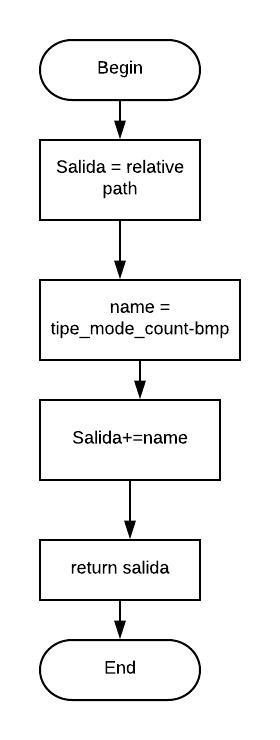 Begin
Salida = relative
path
name =
tipe_mode_count-bmp
Salida+=name
return salida
End